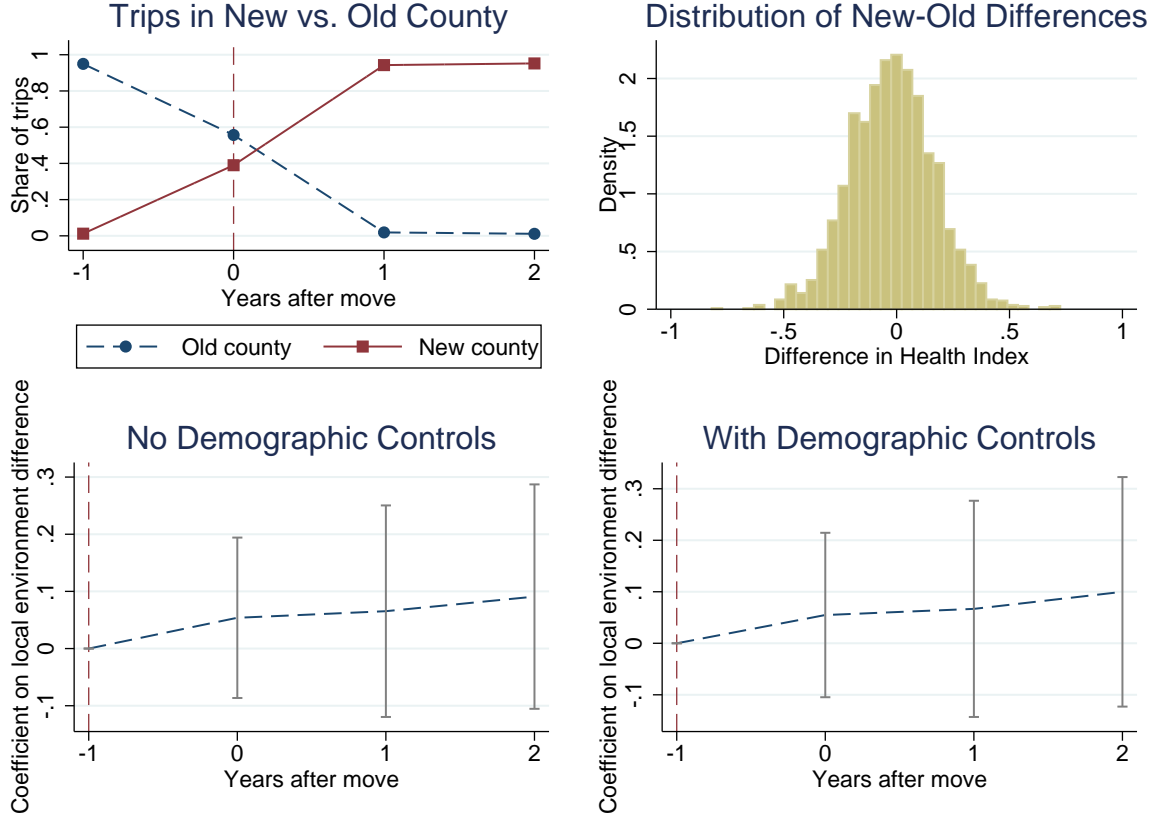 Trips in New vs. Old County
Share of trips
0 .2 .4 .6 .8 1
-1 0 1 2
Years after move
Old county New county
Distribution of New-Old Differences
Density
0 .5 1 1.5 2
-1 -.5 0 .5 1
Difference in Health Index
No Demographic Controls
Coefficient on local environment difference
-.1 0 .1 .2 .3
-1 0 1 2
Years after move
With Demographic Controls
Coefficient on local environment difference
-.1 0 .1 .2 .3
-1 0 1 2
Years after move